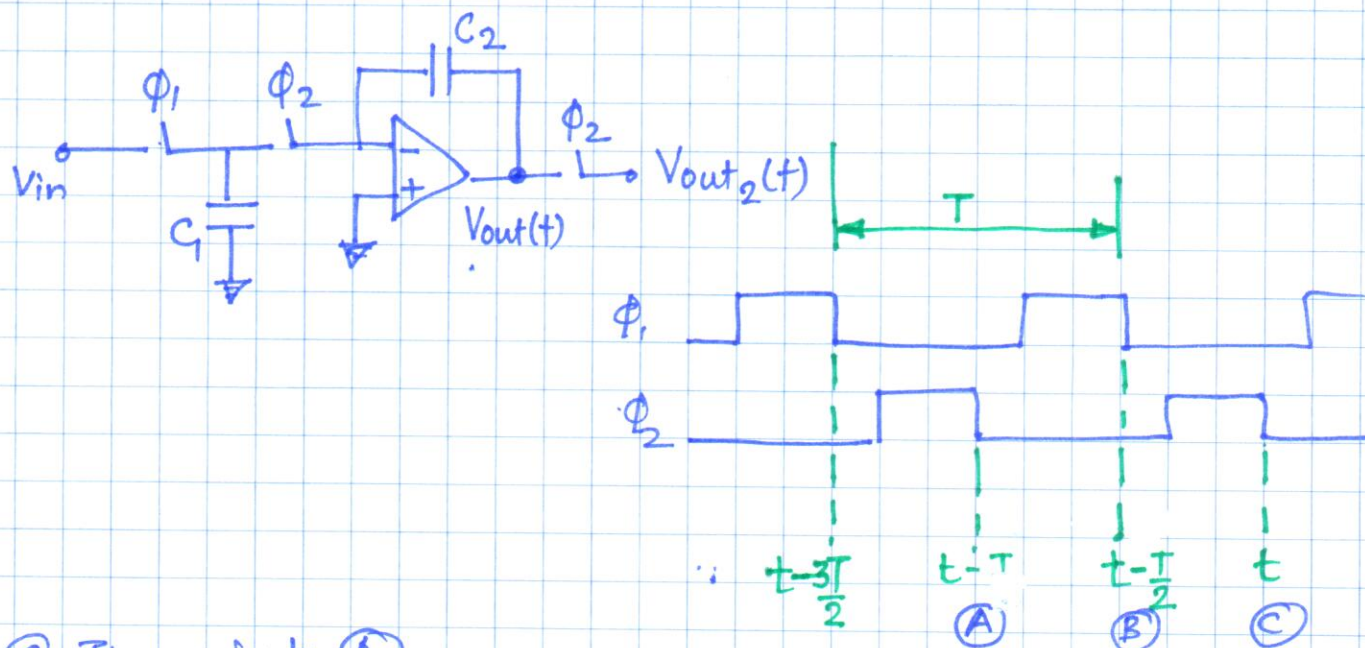 C2
ϕ1 ϕ2
ϕ2
Vin
- +
Vout2(t)
C1
Vout(t)
T
ϕ1
ϕ2
t-3T/2 t-T t-T/2 t
A B C